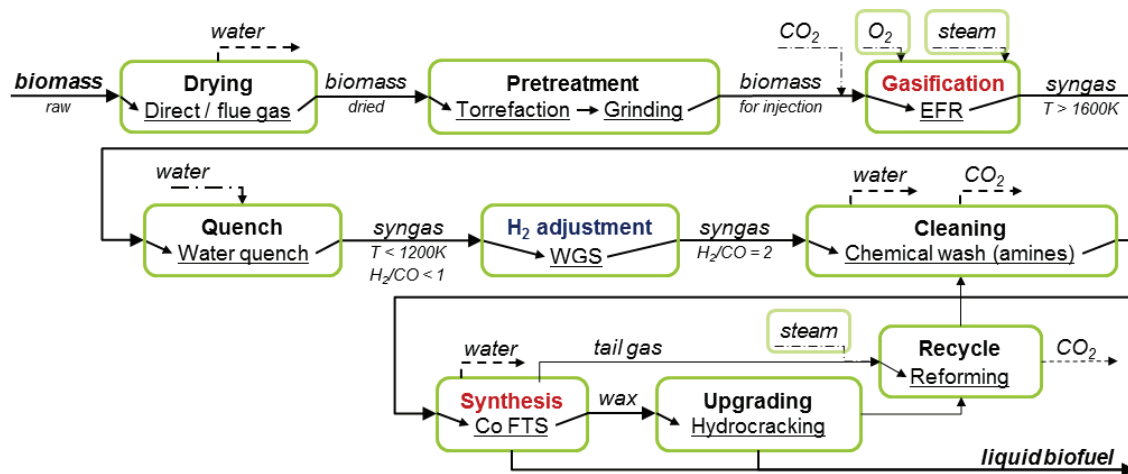 water
CO2
O2
steam
biomass
raw
Drying
Direct / flue gas
biomass
dried
Pretreatment
Torrefaction
Grinding
biomass
for injection
Gasification
EFR
syngas
T > 1600K
water
Quench
Water quench
syngas
T < 1200K
H2/CO < 1
H2 adjustment
WGS
syngas
H2/CO = 2
water
CO2
Cleaning
Chemical wash (amines)
water
Synthesis
Co FTS
tail gas
wax
Upgrading
Hydrocracking
steam
Recycle
Reforming
CO2
liquid biofuel